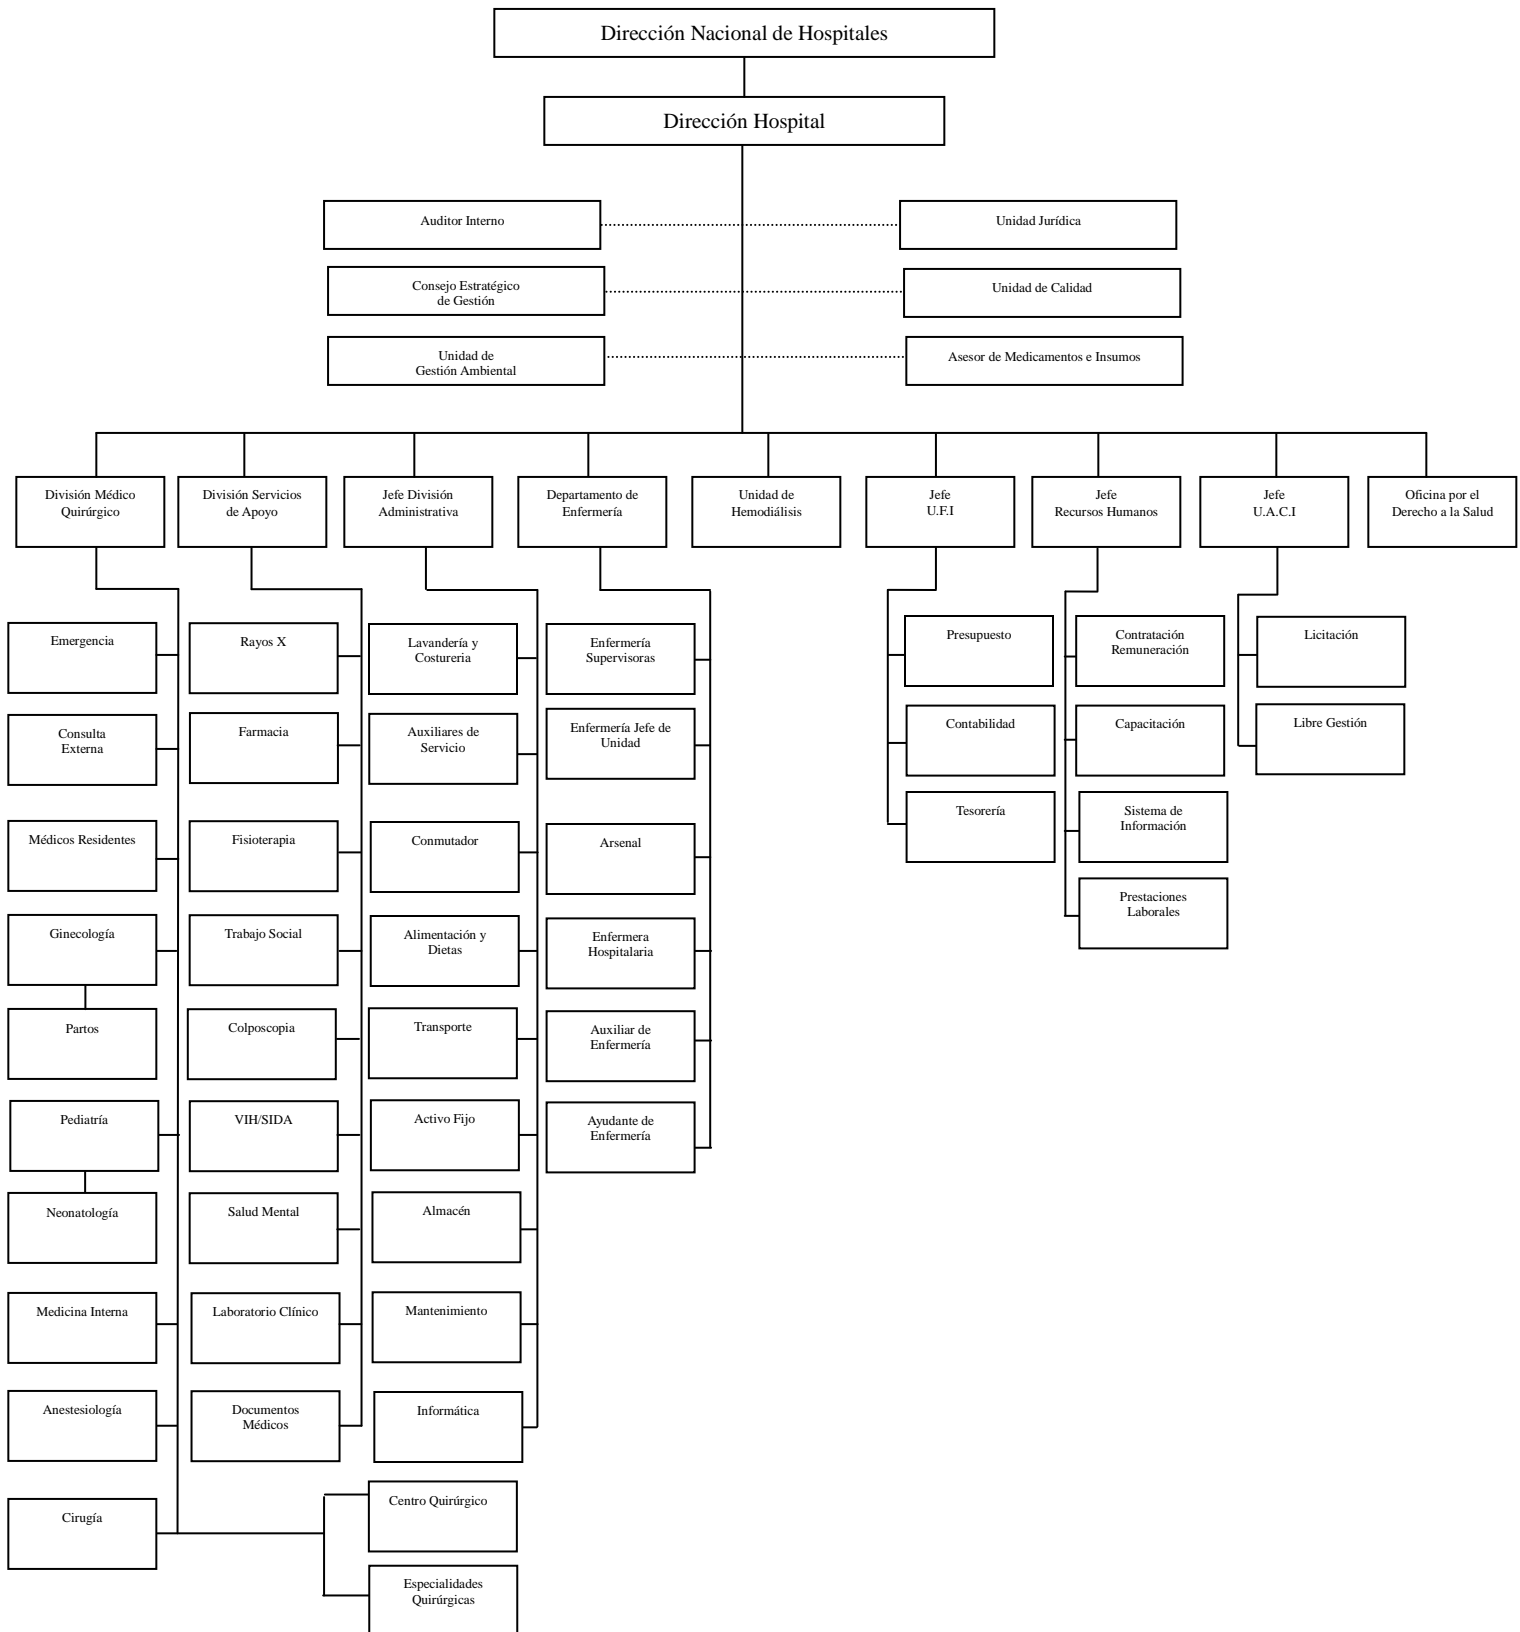 Dirección Nacional de Hospitales
Dirección Hospital
Auditor Interno
Unidad Jurídica
Consejo Estratégico
de Gestión
Unidad de Calidad
Unidad de
Gestión Ambiental
Asesor de Medicamentos e Insumos
División Médico
Quirúrgico
División Servicios
de Apoyo
Jefe División
Administrativa
Departamento de
Enfermería
Unidad de
Hemodiálisis
Jefe
U.F.I
Jefe
Recursos Humanos
Jefe
U.A.C.I
Oficina por el
Derecho a la Salud
Emergencia
Consulta
Externa
Médicos Residentes
Ginecología
Partos
Pediatría
Neonatología
Medicina Interna
Anestesiología
Cirugía
Centro Quirúrgico
Especialidades
Quirúrgicas
Rayos X
Farmacia
Fisioterapia
Trabajo Social
Colposcopia
VIH/SIDA
Salud Mental
Laboratorio Clínico
Documentos
Médicos
Lavandería y
Costureria
Auxiliares de
Servicio
Conmutador
Alimentación y
Dietas
Transporte
Activo Fijo
Almacén
Mantenimiento
Informática
Enfermería
Supervisoras
Enfermería Jefe de
Unidad
Arsenal
Enfermera
Hospitalaria
Auxiliar de
Enfermería
Ayudante de
Enfermería
Presupuesto
Contabilidad
Tesorería
Contratación
Remuneración
Capacitación
Sistema de
Información
Prestaciones
Laborales
Licitación
Libre Gestión